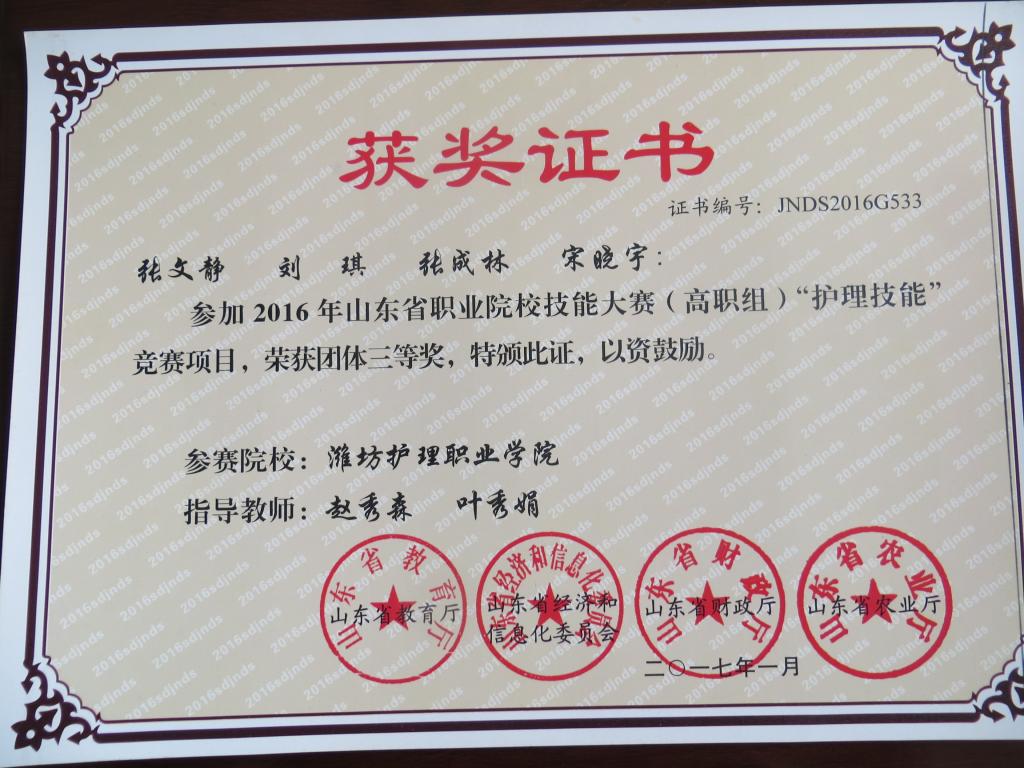 获奖证书
证书编号：JNDS2016G533
张文静 刘琪 张成林 宋晓宇：
参加2016年山东省职业院校技能大赛（高职组）“护理技能”
竞赛项目，荣获团体三等奖，特颁此证，以资鼓励。
参赛院校：潍坊护理职业学院
指导教师：赵秀森 叶秀娟
山东省教育厅
山东省经济和信息化委员会
山东省财政厅
山东省农业厅
山东省教育厅
山东省经济和
信息化委员会
山东省财政厅
山东省农业厅
二〇一七年一月
2016sdjnds